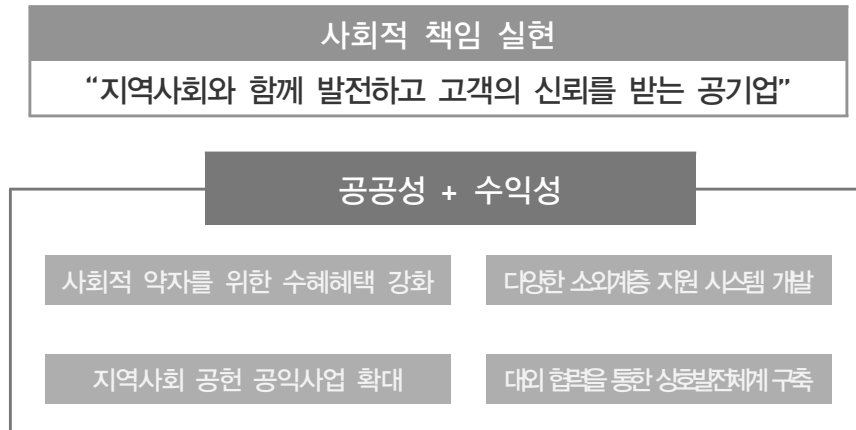 사회적 책임 실현
“지역사회와 함께 발전하고 고객의 신뢰를 받는 공기업”
공공성 + 수익성
사회적 약자를 위한 수혜혜택 강화
다양한 소외계층 지원 시스템 개발
지역사회 공헌 공익사업 확대
대외 협력을 통한 상호발전체계 구축